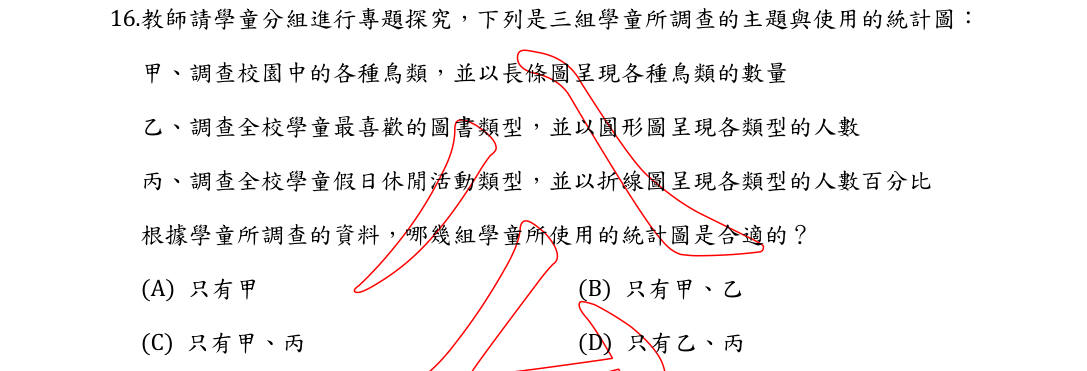 16.教師請學童分組進行專題探究，下列是三組學童所調查的主題與使用的統計圖：
甲、調查校園中的各種鳥類，並以長條圖呈現各種鳥類的數量
乙、調查全校學童最喜歡的圖書類型，並以圓形圖呈現各類型的人數
丙、調查全校學童假日休閒活動類型，並以折線圖呈現各類型的人數百分比
根據學童所調查的資料，哪幾組學童所使用的統計圖是合適的？
(A) 只有甲 (B) 只有甲、乙
(C) 只有甲、丙 (D) 只有乙、丙